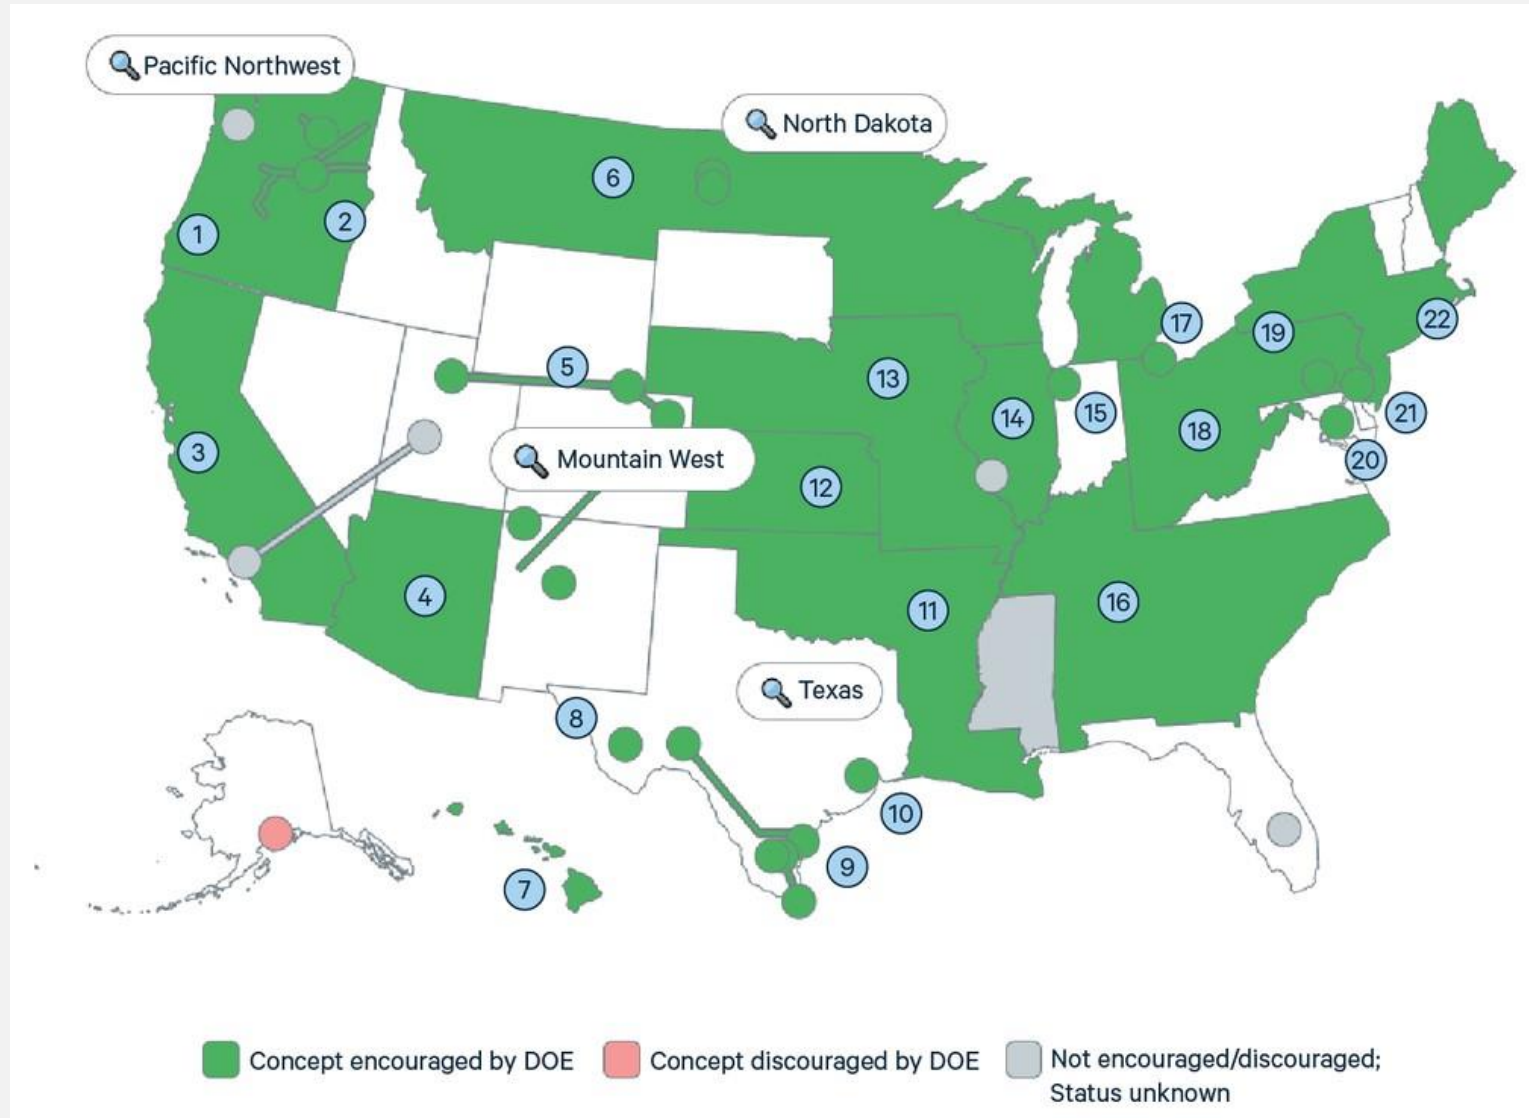 Pacific Northwest
North Dakota
6
2
1
17
22
19
5
13
15
21
14
18
3
20
Mountain West
12
4
16
11
Texas
8
10
9
7
Concept encouraged by DOE
Concept discouraged by DOE
Not encouraged/discouraged;
Status unknown